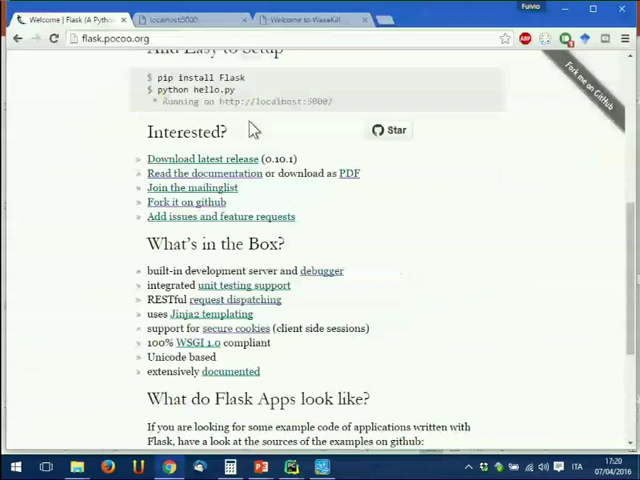 Fulvio
Welcome | Flask (A Python
localhost:5000
Welcome to WaseKill
flask.pocoo.org
And Easy to Setup
$ pip install Flask
$ python hello.py
* Running on http://localhost:5000/
Fork me on GitHub
Interested?
Star
» Download latest release (0.10.1)
» Read the documentation or download as PDF
» Join the mailinglist
» Fork it on github
» Add issues and feature requests
What's in the Box?
» built-in development server and debugger
» integrated unit testing support
» RESTful request dispatching
» uses Jinja2 templating
» support for secure cookies (client side sessions)
» 100% WSGI 1.0 compliant
» Unicode based
» extensively documented
What do Flask Apps look like?
If you are looking for some example code of applications written with
Flask, have a look at the sources of the examples on github:
ITA
17:20
07/04/2016